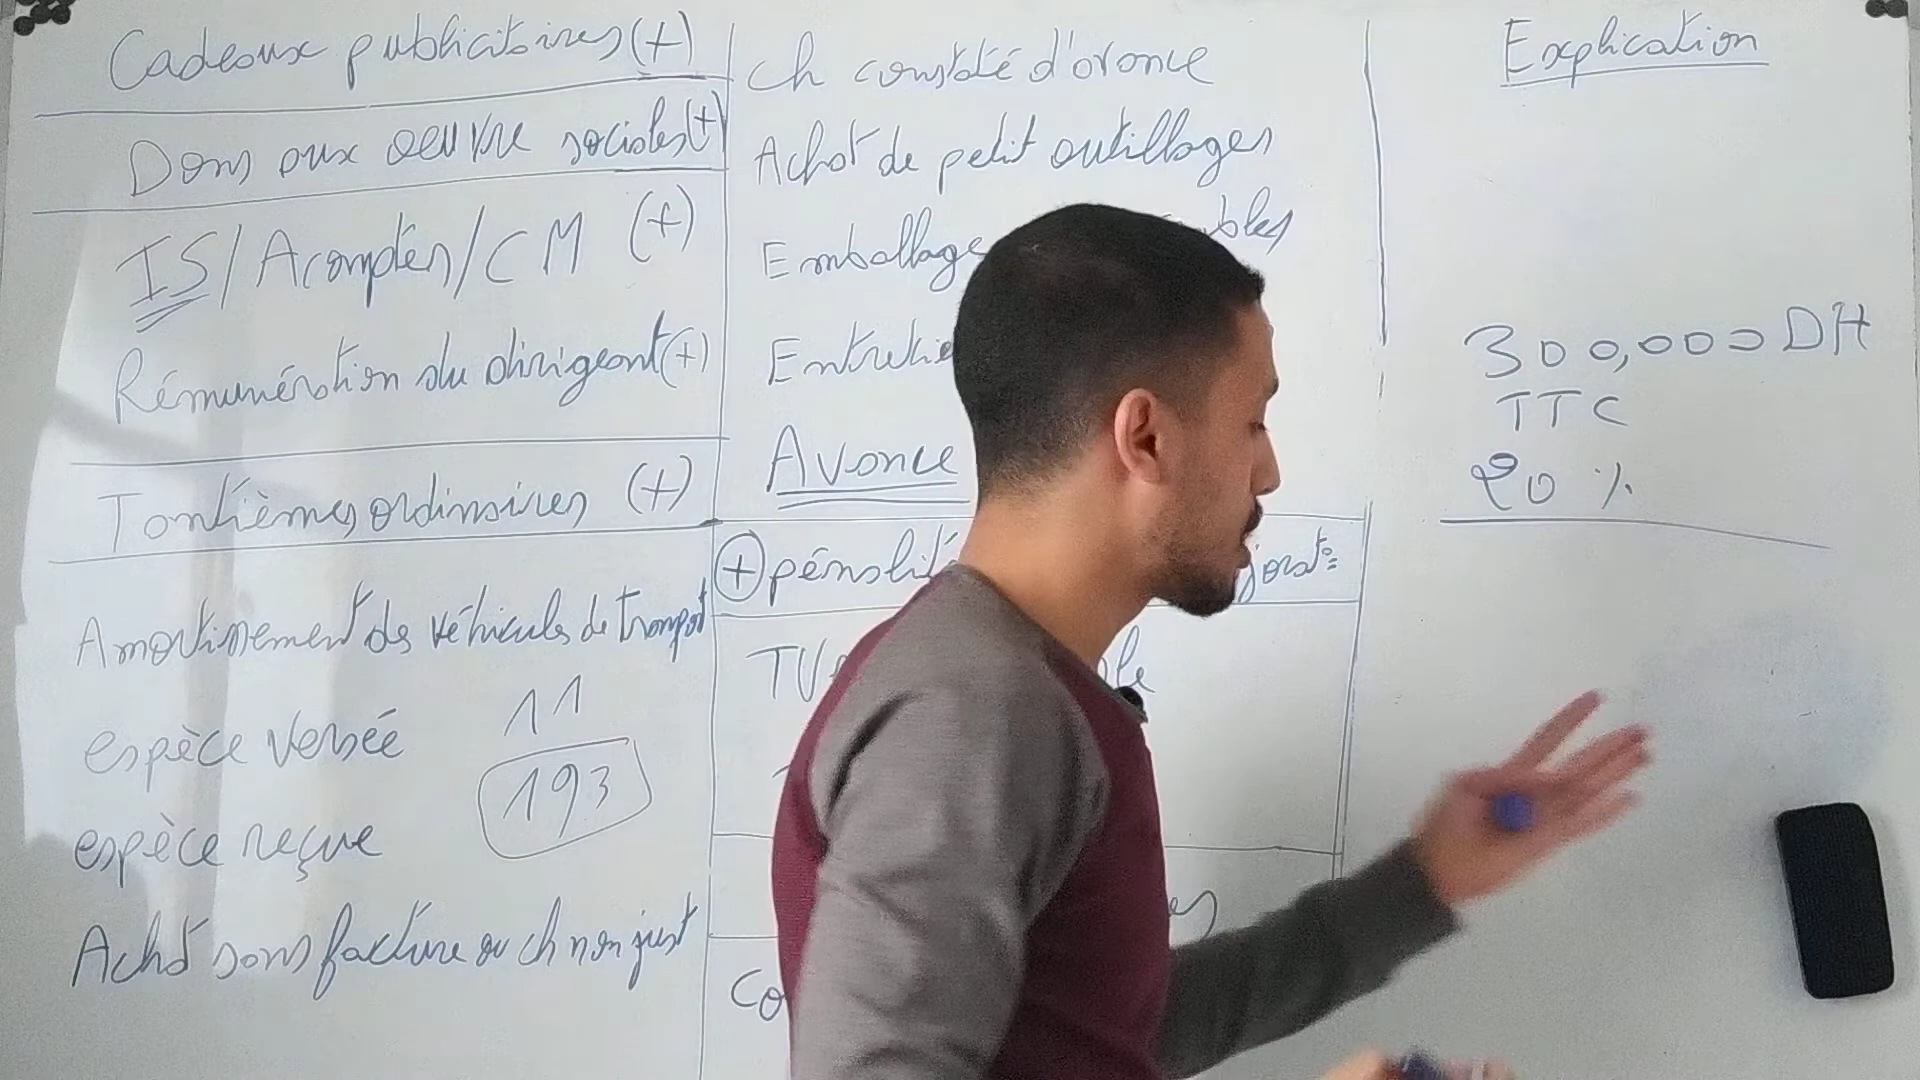 Cadeaux publicitaires (+)
Dons aux oeuvre sociales (+)
IS / Acomptes / CM (+)
Rémunération du dirigeant (+)
Tantièmes ordinaires (+)
Amortissement des véhicules de transport
espèce versée 11
193
espèce reçue
Achat sans facture ou ch non just
ch constaté d'avance
Achat de petit outillages
Emballage
Entretie
Avance
(+) pénalité
TV
Co
Explication
300,000 DH
TTC
20 %